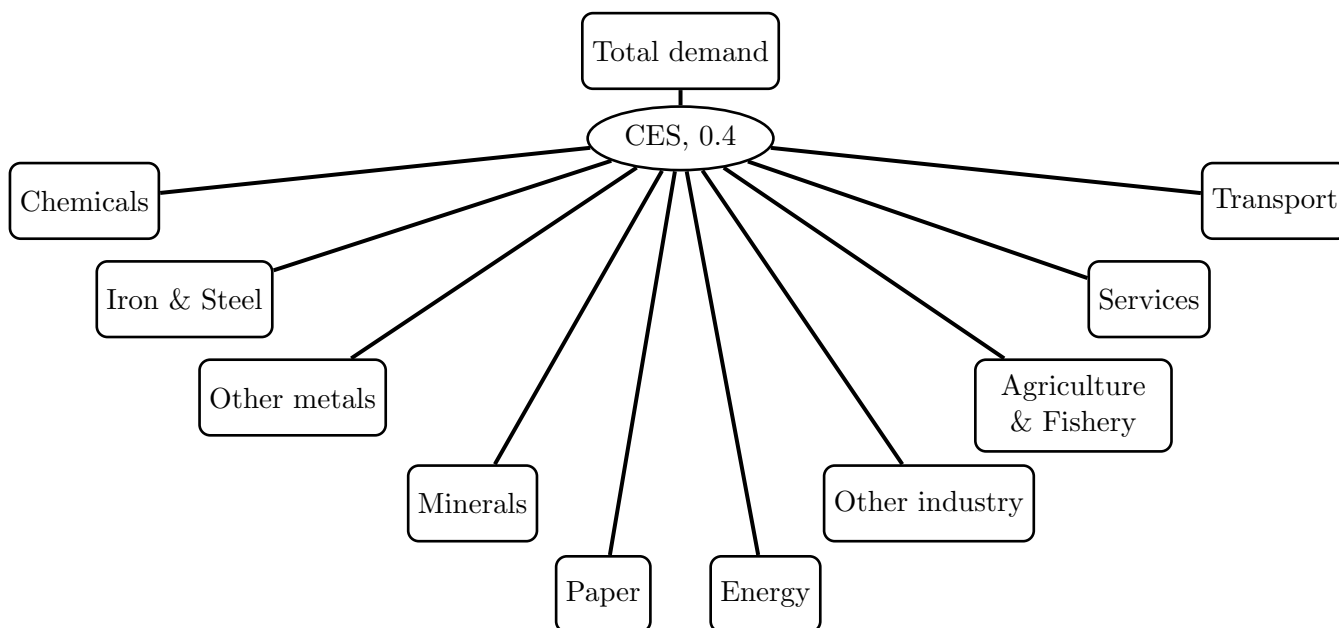 Total demand
CES, 0.4
Chemicals
Transport
Iron & Steel
Services
Other metals
Agriculture
& Fishery
Minerals
Other industry
Paper
Energy